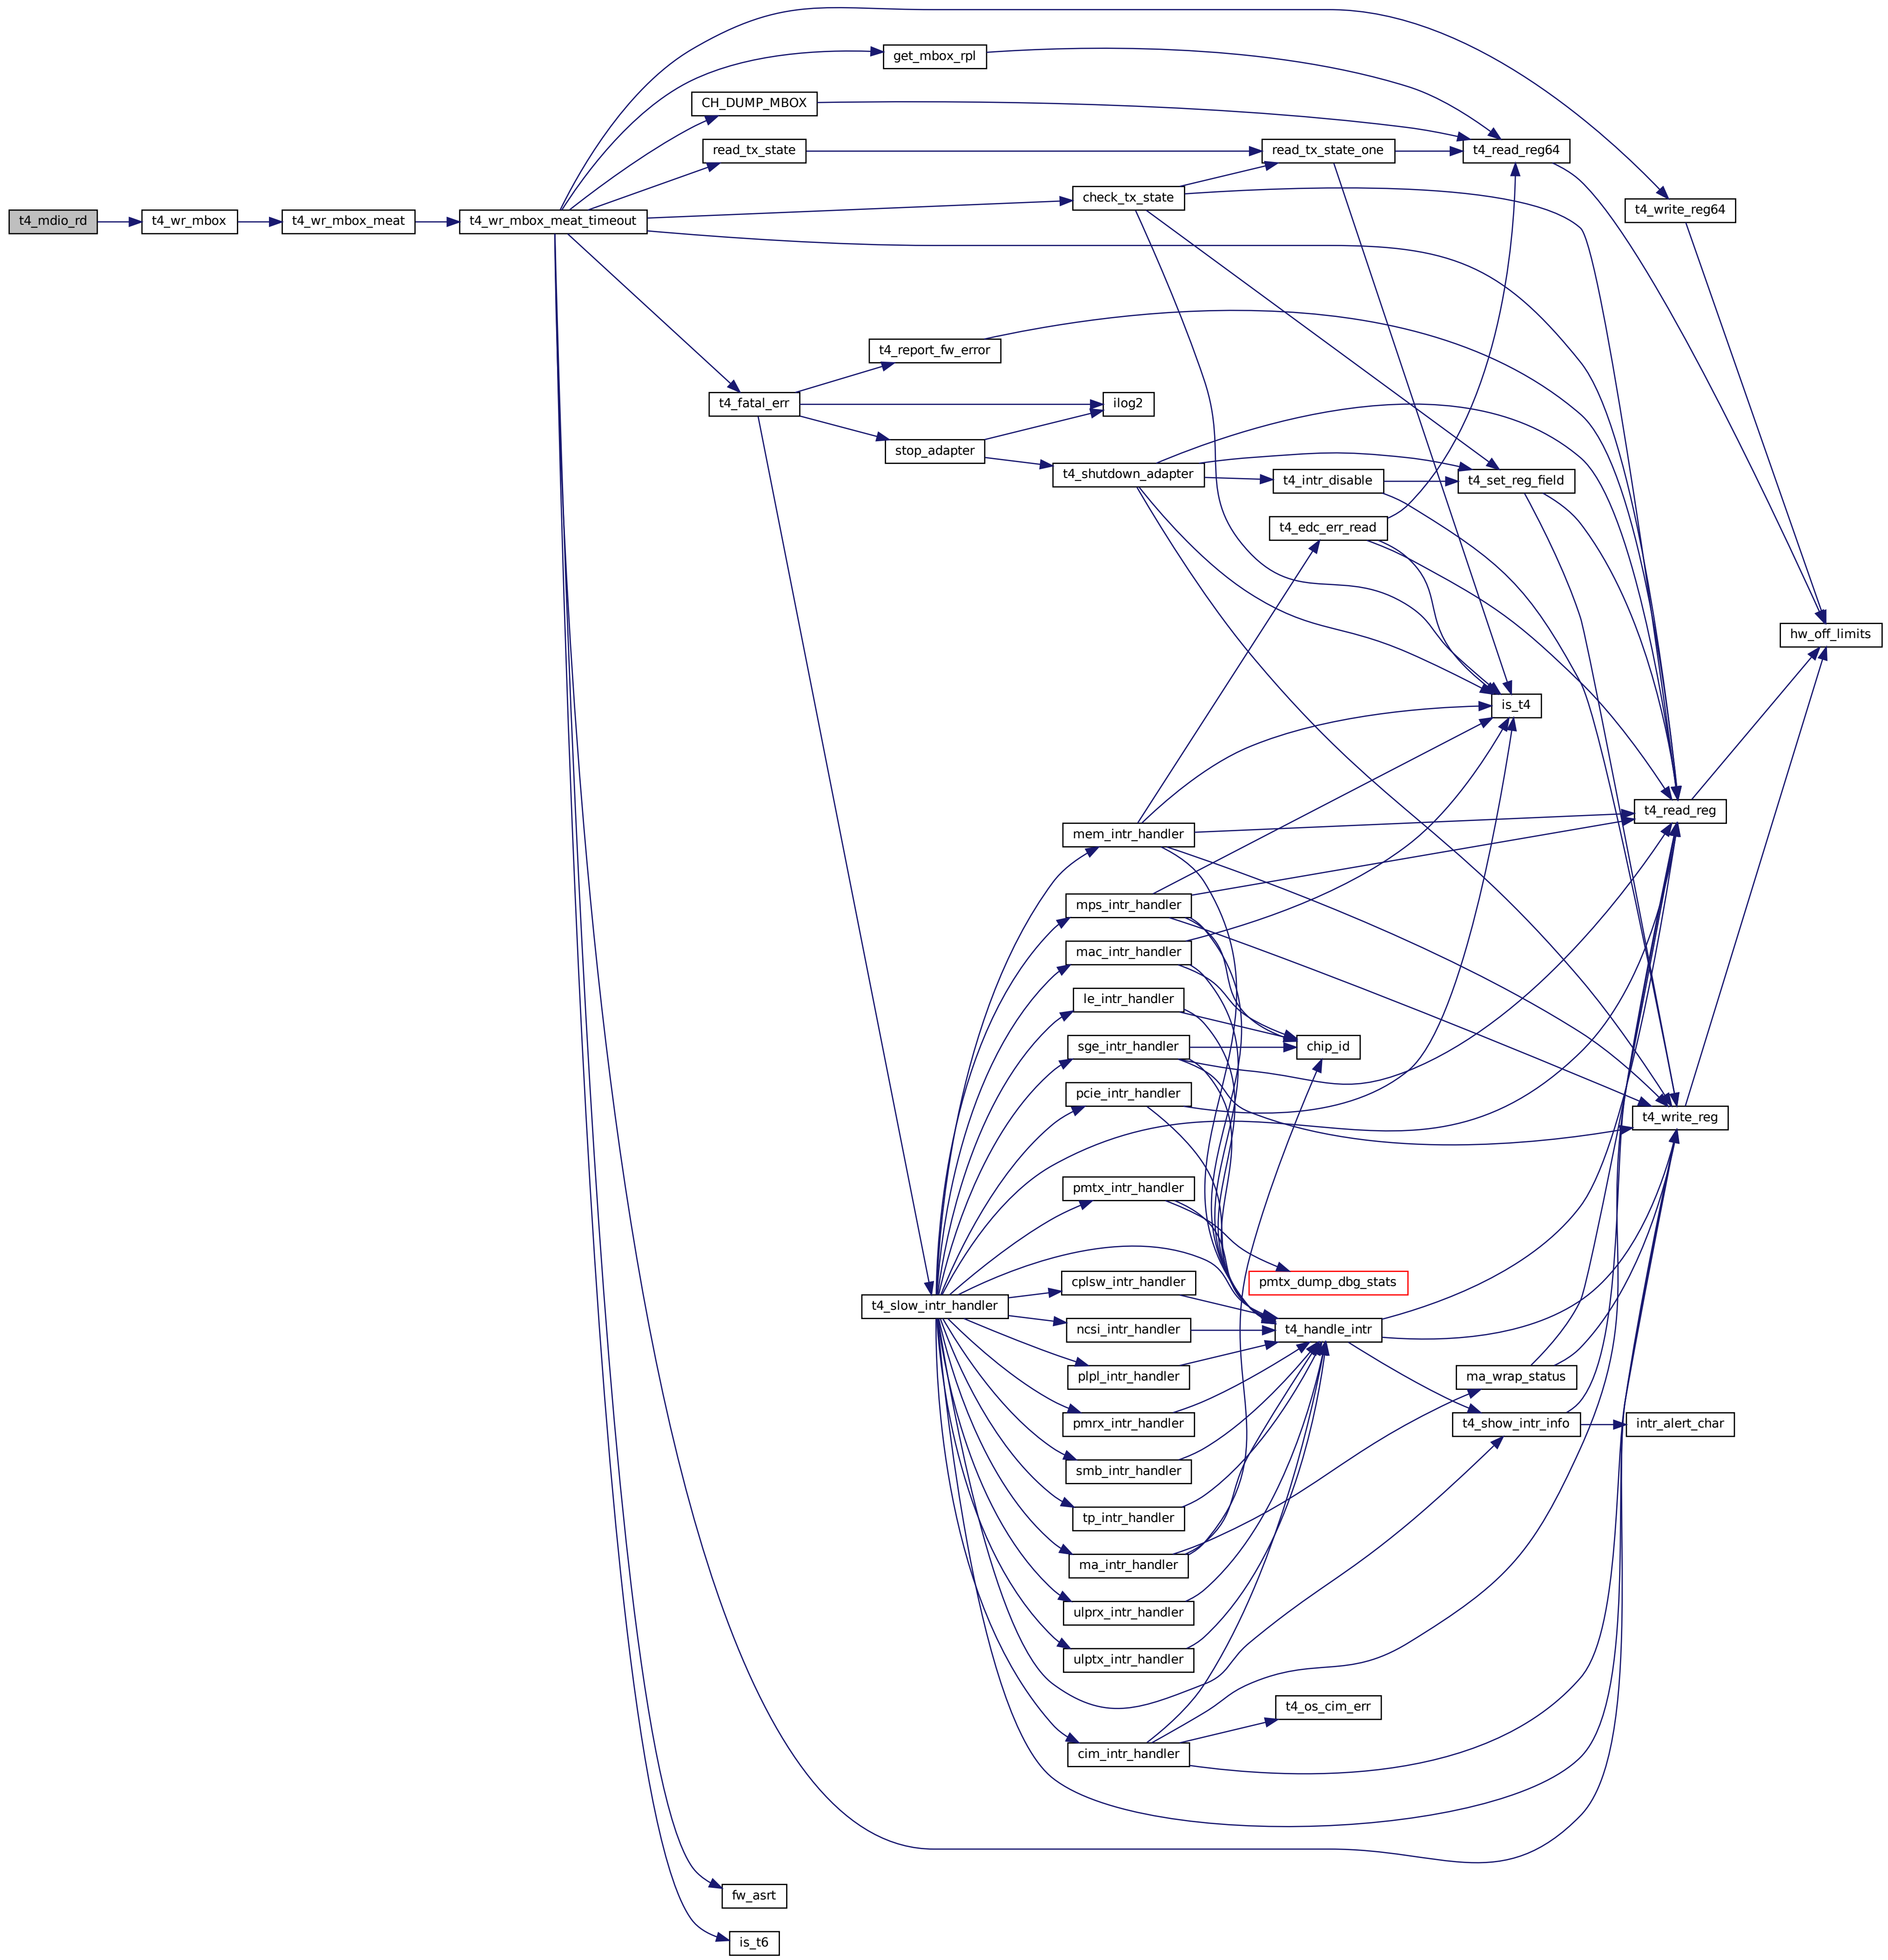 t4_mdio_rd
t4_wr_mbox
t4_wr_mbox_meat
t4_wr_mbox_meat_timeout
get_mbox_rpl
CH_DUMP_MBOX
read_tx_state
read_tx_state_one
t4_read_reg64
check_tx_state
t4_write_reg64
t4_report_fw_error
t4_fatal_err
ilog2
stop_adapter
t4_shutdown_adapter
t4_intr_disable
t4_set_reg_field
t4_edc_err_read
hw_off_limits
is_t4
mem_intr_handler
t4_read_reg
mps_intr_handler
mac_intr_handler
le_intr_handler
sge_intr_handler
chip_id
pcie_intr_handler
t4_write_reg
pmtx_intr_handler
cplsw_intr_handler
pmtx_dump_dbg_stats
t4_slow_intr_handler
ncsi_intr_handler
t4_handle_intr
plpl_intr_handler
ma_wrap_status
pmrx_intr_handler
t4_show_intr_info
intr_alert_char
smb_intr_handler
tp_intr_handler
ma_intr_handler
ulprx_intr_handler
ulptx_intr_handler
t4_os_cim_err
cim_intr_handler
fw_asrt
is_t6